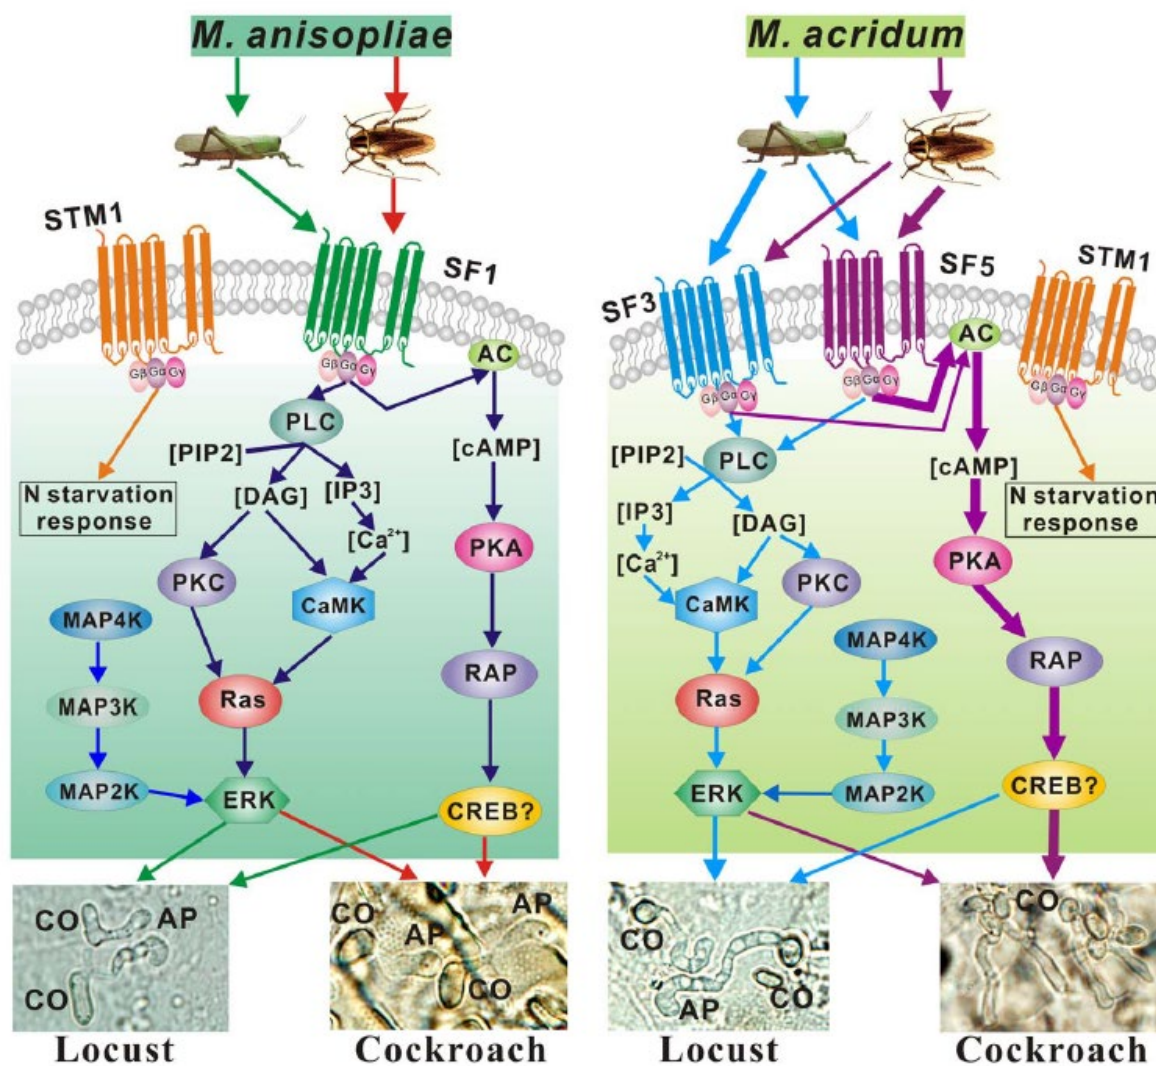 M. anisopliae
STM1
SF1
Gβ Gα Gγ
Gβ Gα Gγ
AC
PLC
[PIP2]
[cAMP]
N starvation
response
[DAG]
[IP3]
[Ca²⁺]
PKC
CaMK
PKA
MAP4K
MAP3K
MAP2K
Ras
RAP
ERK
CREB?
CO
AP
CO
CO
AP
AP
CO
Locust
Cockroach
M. acridum
SF3
SF5
STM1
AC
Gβ Gα Gγ
Gβ Gα Gγ
Gβ Gα Gγ
[PIP2]
PLC
[cAMP]
N starvation
response
[IP3]
[DAG]
[Ca²⁺]
CaMK
PKC
PKA
MAP4K
RAP
Ras
MAP3K
ERK
MAP2K
CREB?
CO
AP
CO
CO
Locust
Cockroach